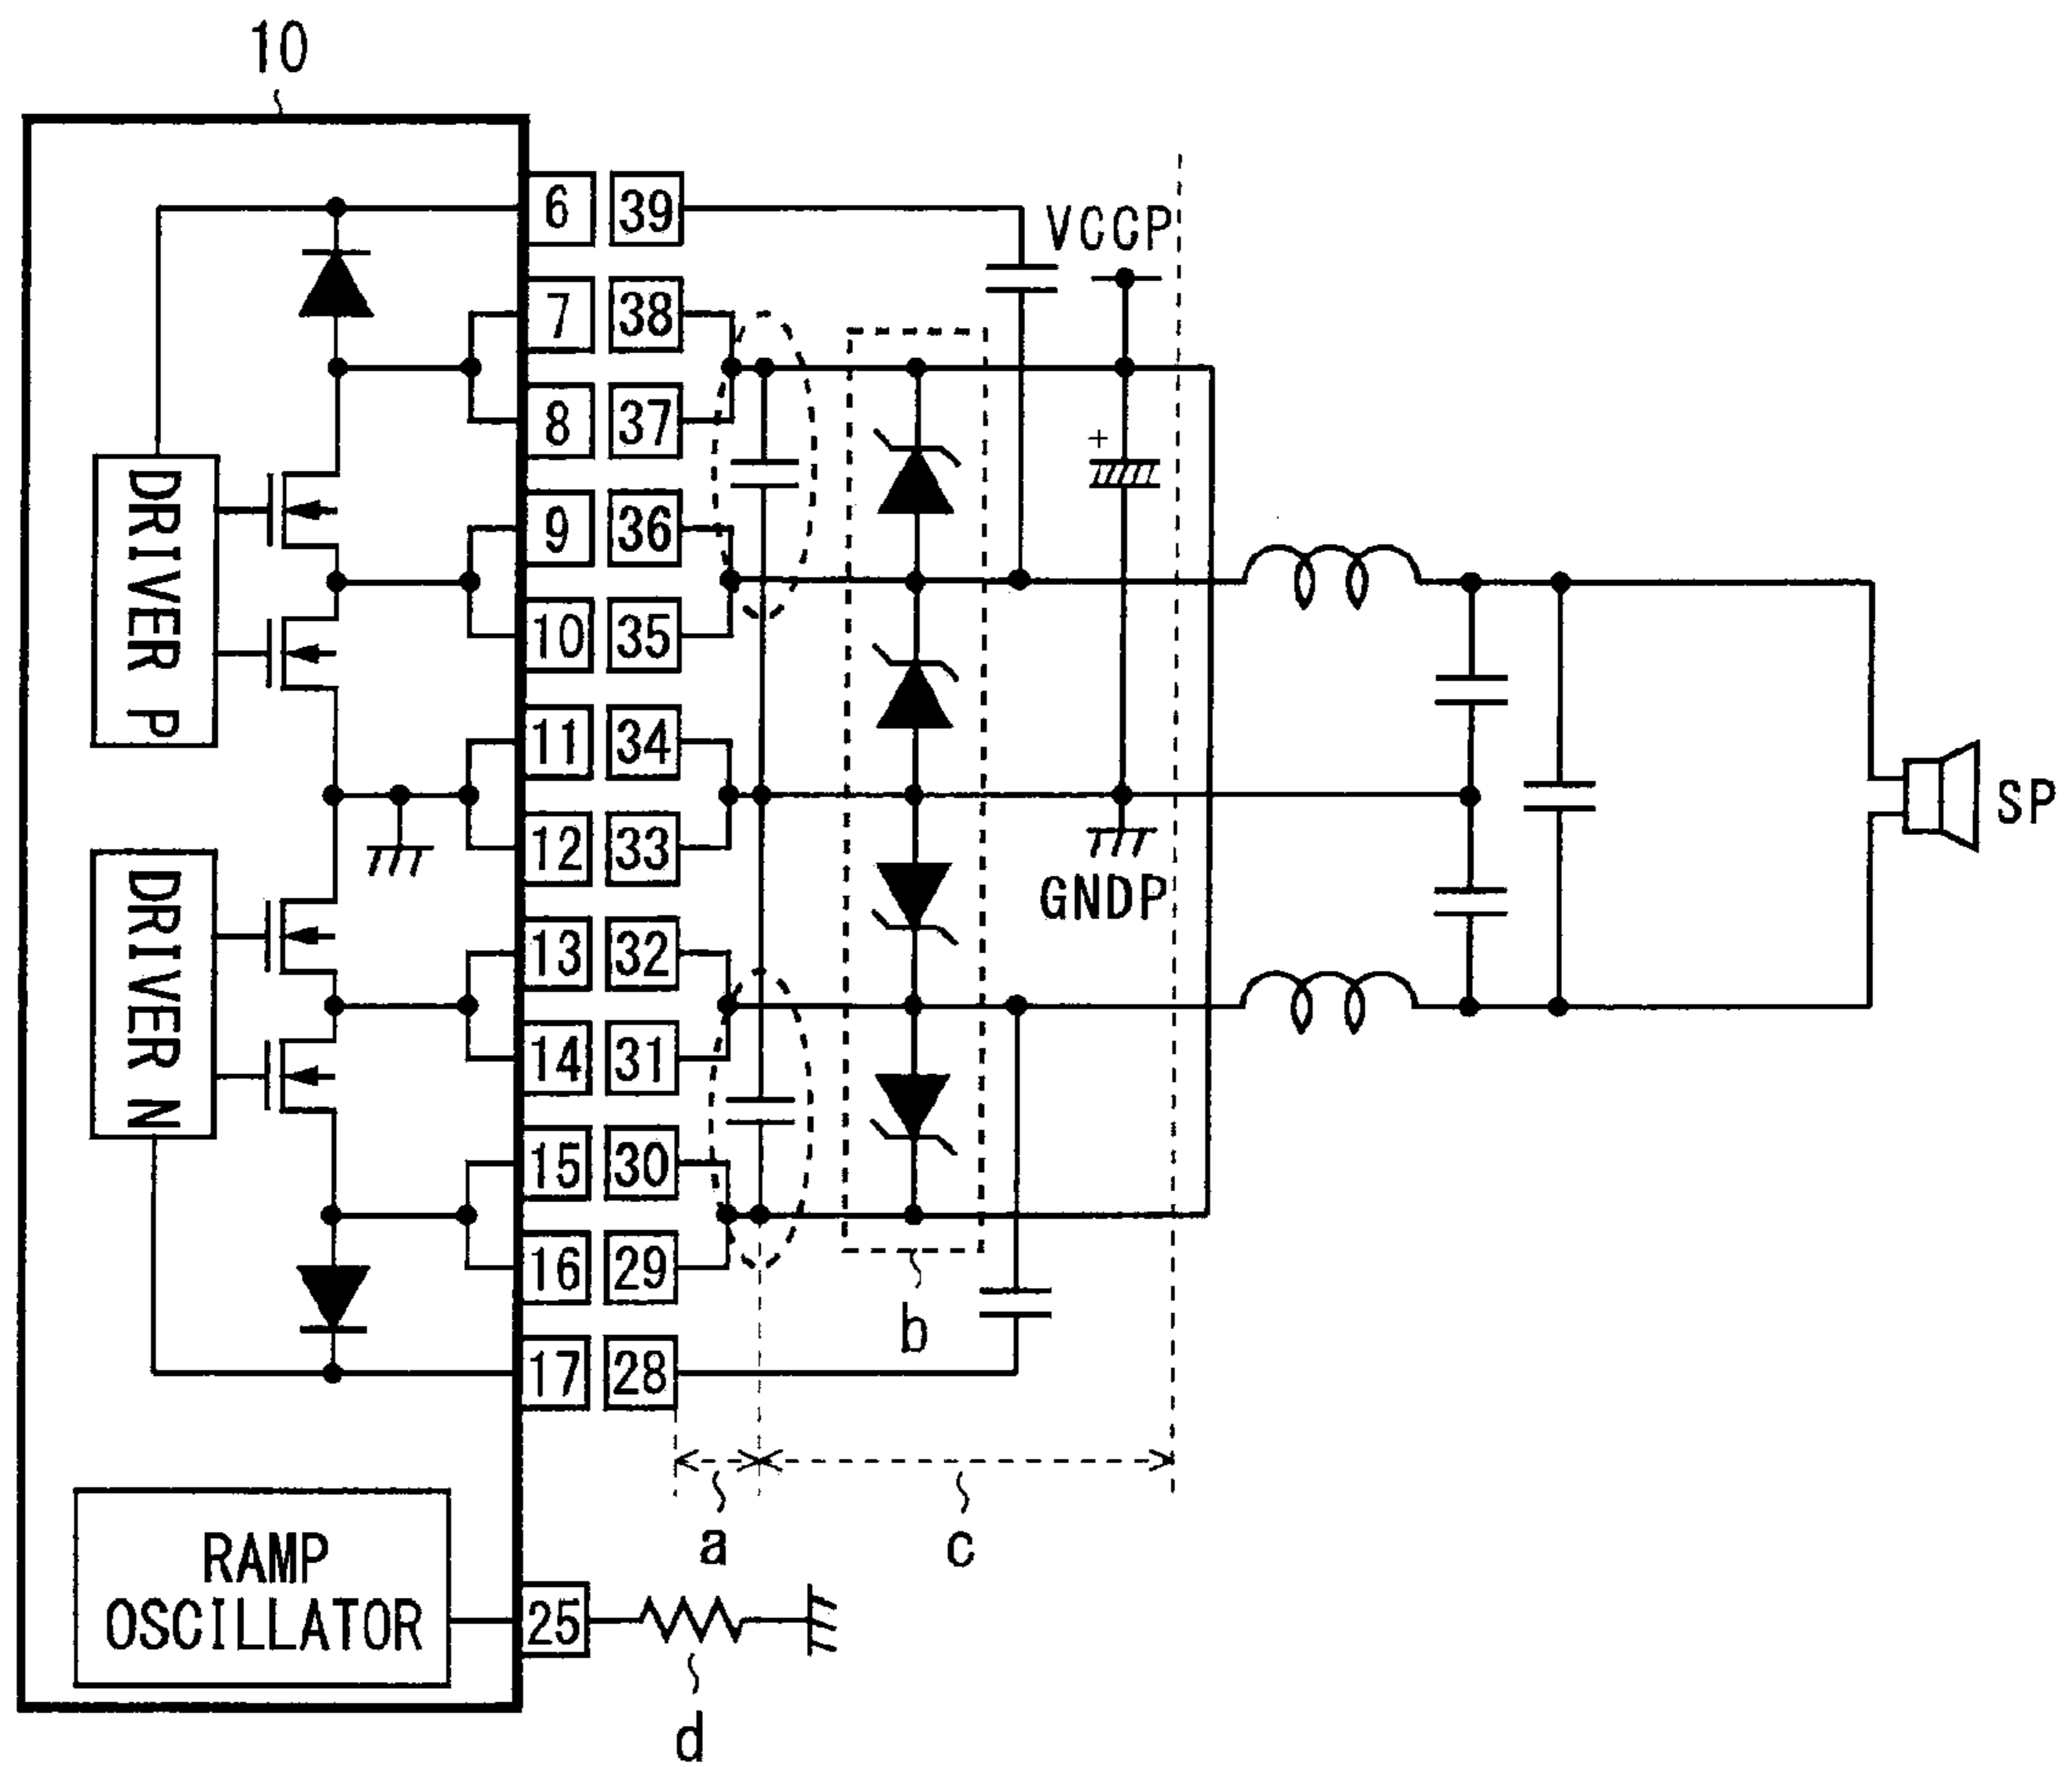 10
6 39
VCCP
7 38
8 37
+
DRIVER P
9 36
10 35
11 34
SP
12 33
GNDP
DRIVER N
13 32
14 31
15 30
16 29
b
17 28
a c
RAMP
OSCILLATOR
25
d